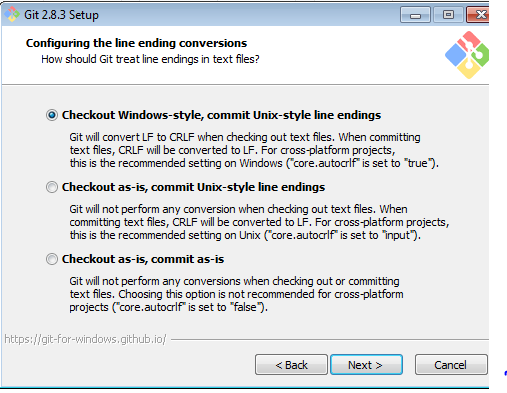 Git 2.8.3 Setup
Configuring the line ending conversions
How should Git treat line endings in text files?
Checkout Windows-style, commit Unix-style line endings
Git will convert LF to CRLF when checking out text files. When committing
text files, CRLF will be converted to LF. For cross-platform projects,
this is the recommended setting on Windows ("core.autocrlf" is set to "true").
Checkout as-is, commit Unix-style line endings
Git will not perform any conversion when checking out text files. When
committing text files, CRLF will be converted to LF. For cross-platform projects,
this is the recommended setting on Unix ("core.autocrlf" is set to "input").
Checkout as-is, commit as-is
Git will not perform any conversions when checking out or committing
text files. Choosing this option is not recommended for cross-platform
projects ("core.autocrlf" is set to "false").
https://git-for-windows.github.io/
< Back Next > Cancel